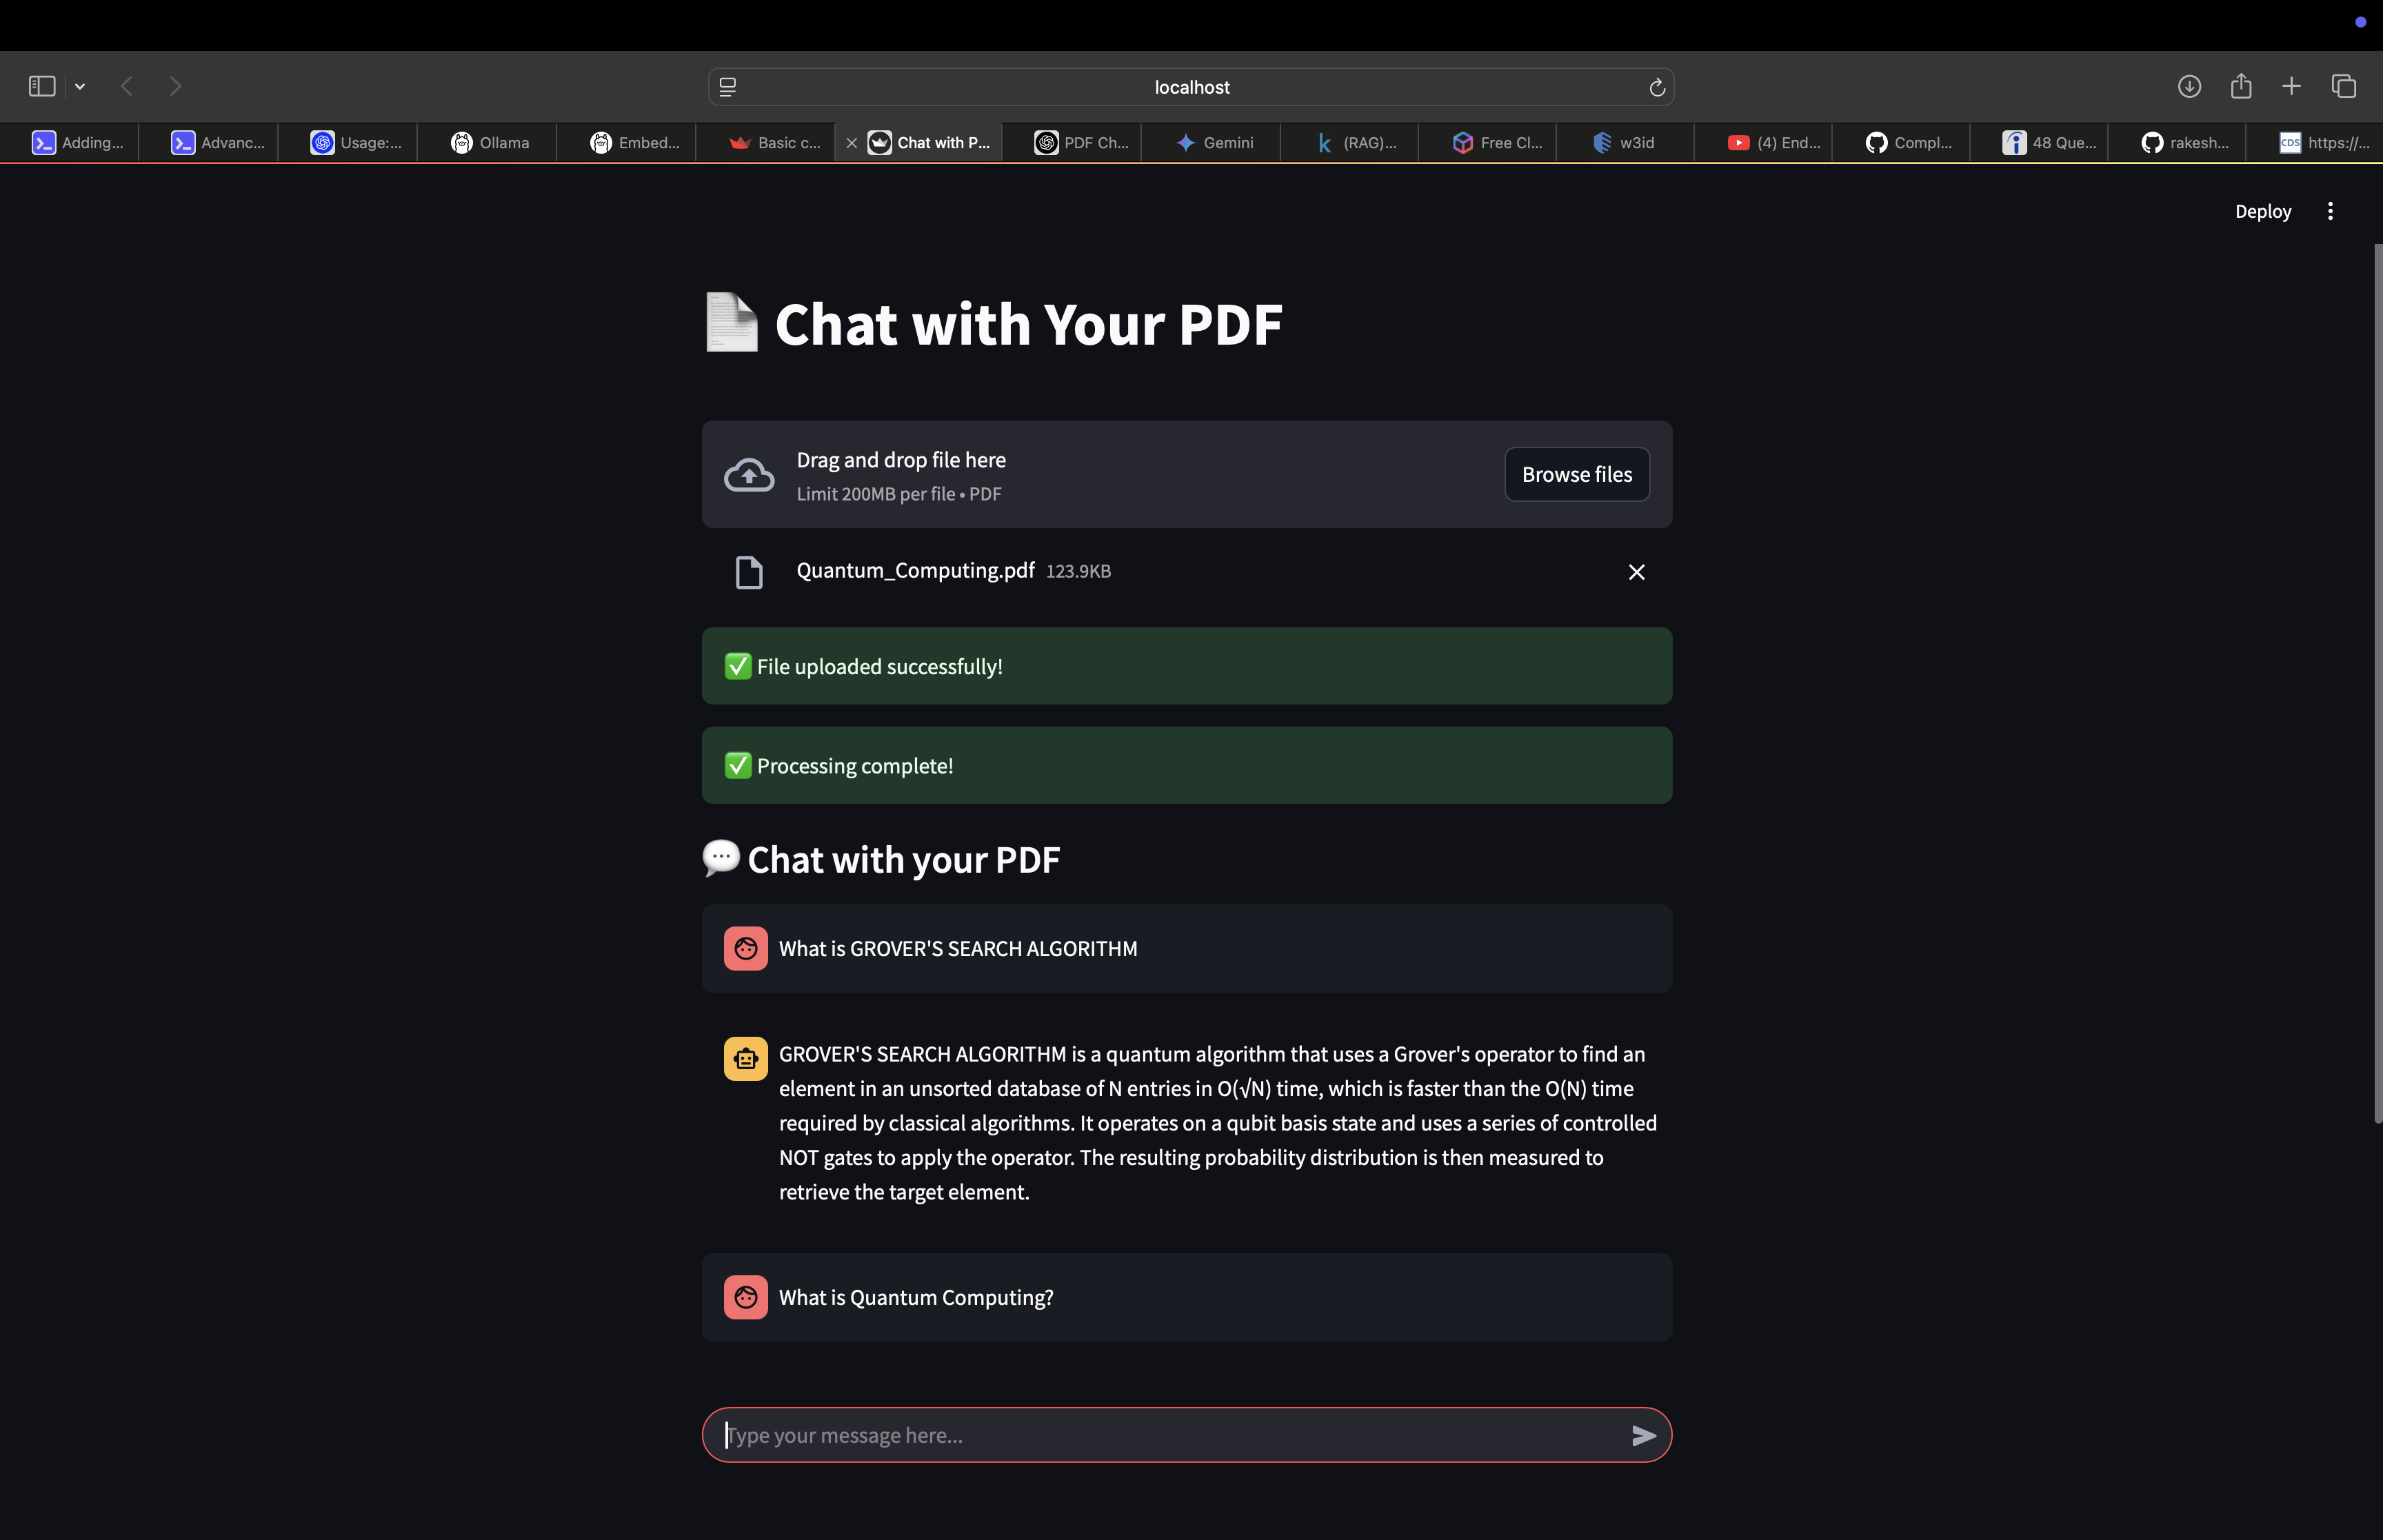 localhost
Adding...
Advanc...
Usage:...
Ollama
Embed...
Basic c...
Chat with P...
PDF Ch...
Gemini
(RAG)...
Free Cl...
w3id
(4) End...
Compl...
48 Que...
rakesh...
CDS
https://...
Deploy
Chat with Your PDF
Drag and drop file here
Limit 200MB per file • PDF
Browse files
Quantum_Computing.pdf 123.9KB
✅ File uploaded successfully!
✅ Processing complete!
💬 Chat with your PDF
What is GROVER'S SEARCH ALGORITHM
GROVER'S SEARCH ALGORITHM is a quantum algorithm that uses a Grover's operator to find an
element in an unsorted database of N entries in O(√N) time, which is faster than the O(N) time
required by classical algorithms. It operates on a qubit basis state and uses a series of controlled
NOT gates to apply the operator. The resulting probability distribution is then measured to
retrieve the target element.
What is Quantum Computing?
Type your message here...